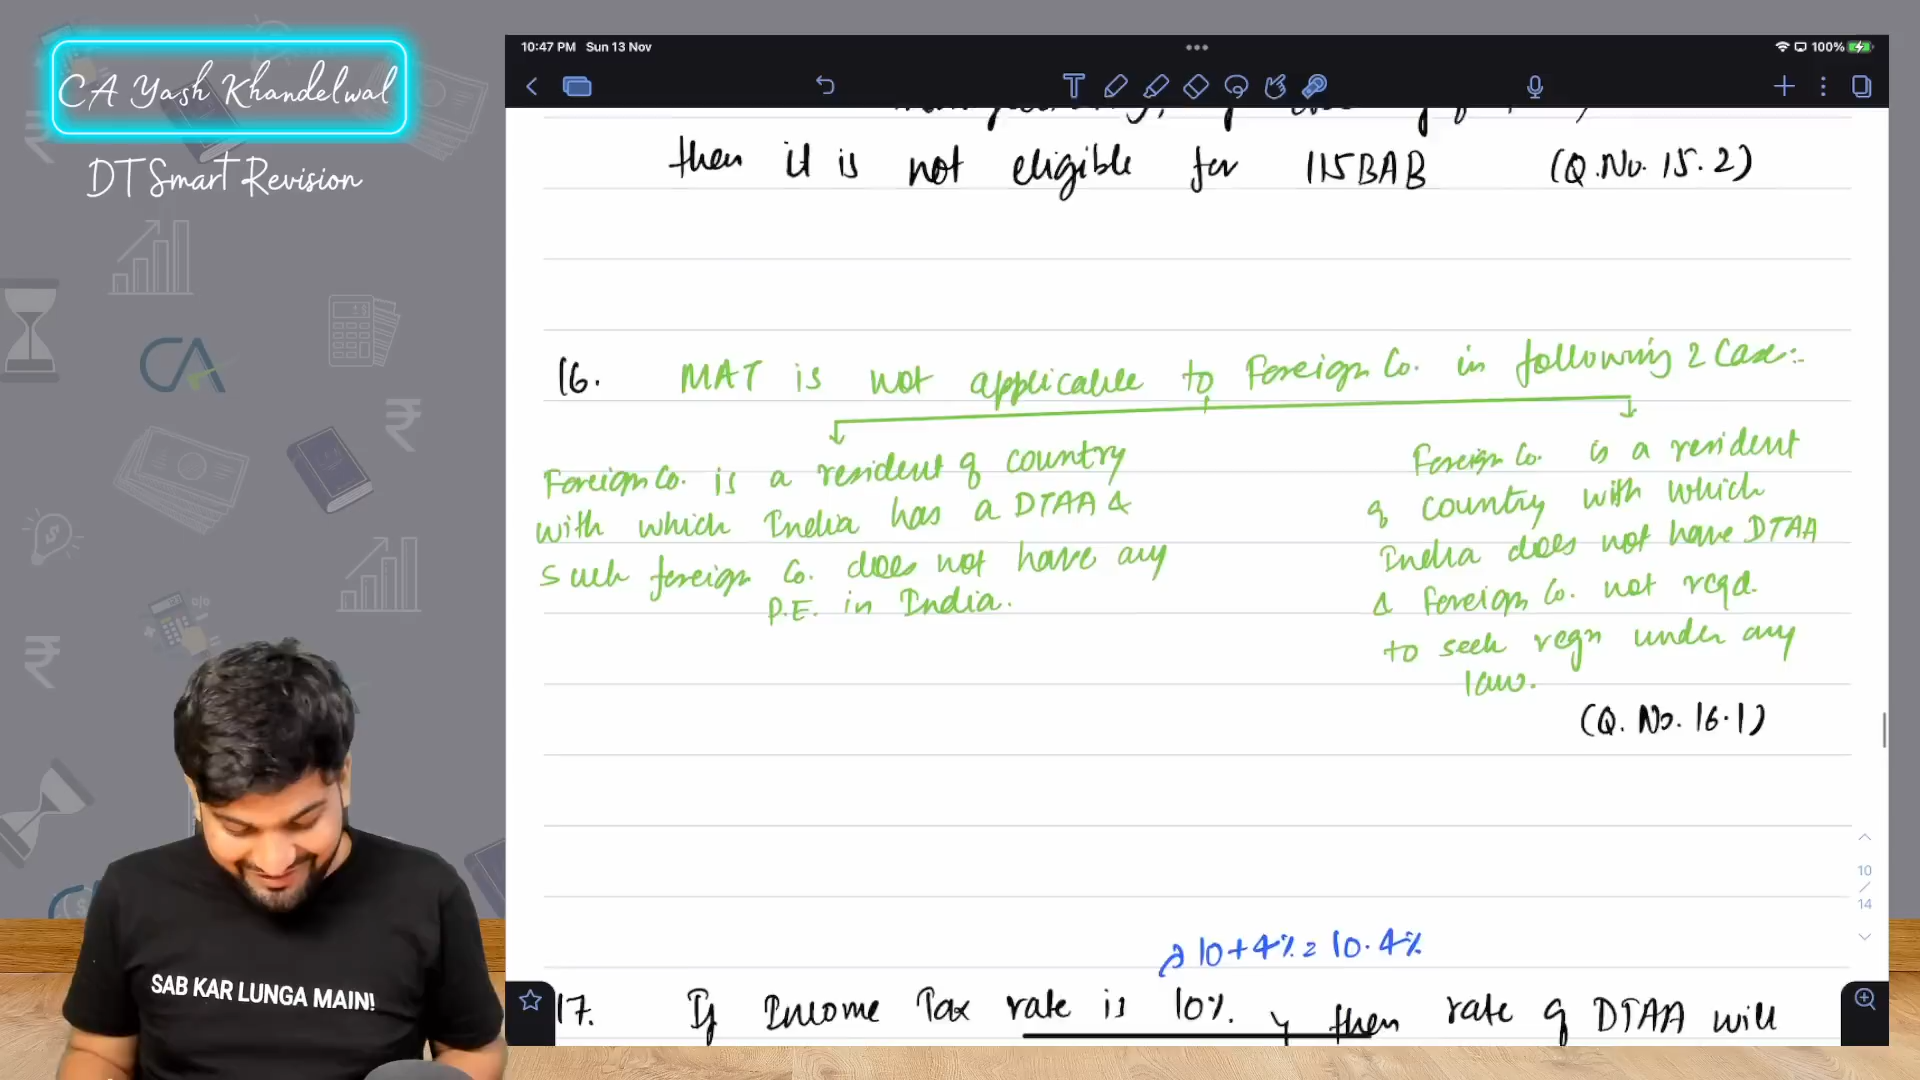 CA Yash Khandelwal
DT Smart Revision
10:47 PM Sun 13 Nov
100%
then it is not eligible for 115BAB (Q.No. 15.2)
16. MAT is not applicable to Foreign Co. in following 2 Case:-
Foreign Co. is a resident of country
with which India has a DTAA &
such foreign Co. does not have any
P.E. in India.
Foreign Co. is a resident
of country with which
India does not have DTAA
& foreign Co. not reqd.
to seek regn under any
law.
(Q. No. 16.1)
10
14
10+4% = 10.4%
17. If Income Tax rate is 10%. then rate of DTAA will
CA
SAB KAR LUNGA MAIN!